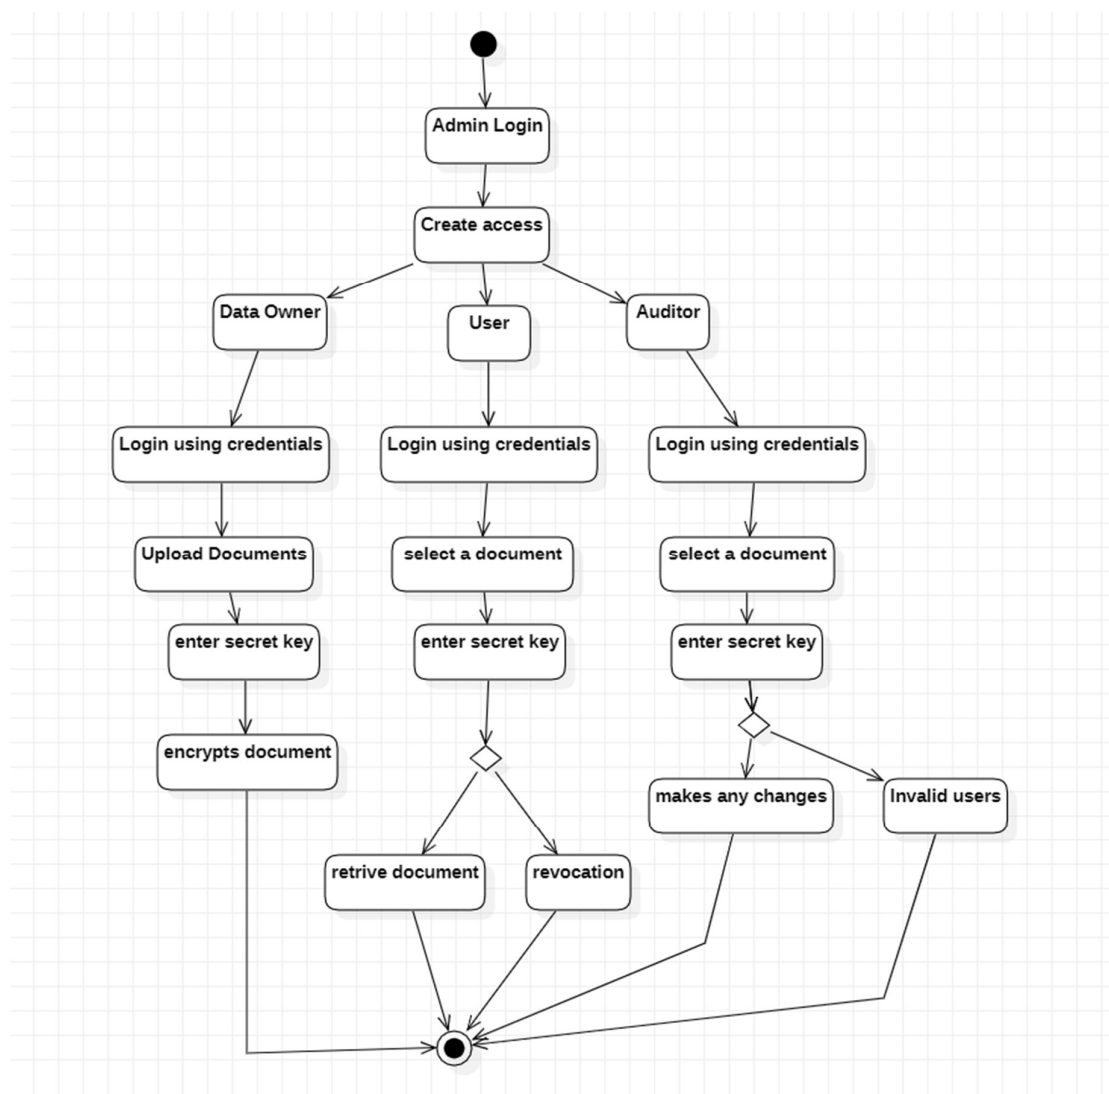 Admin Login
Create access
Data Owner
User
Auditor
Login using credentials
Login using credentials
Login using credentials
Upload Documents
select a document
select a document
enter secret key
enter secret key
enter secret key
encrypts document
makes any changes
Invalid users
retrive document
revocation